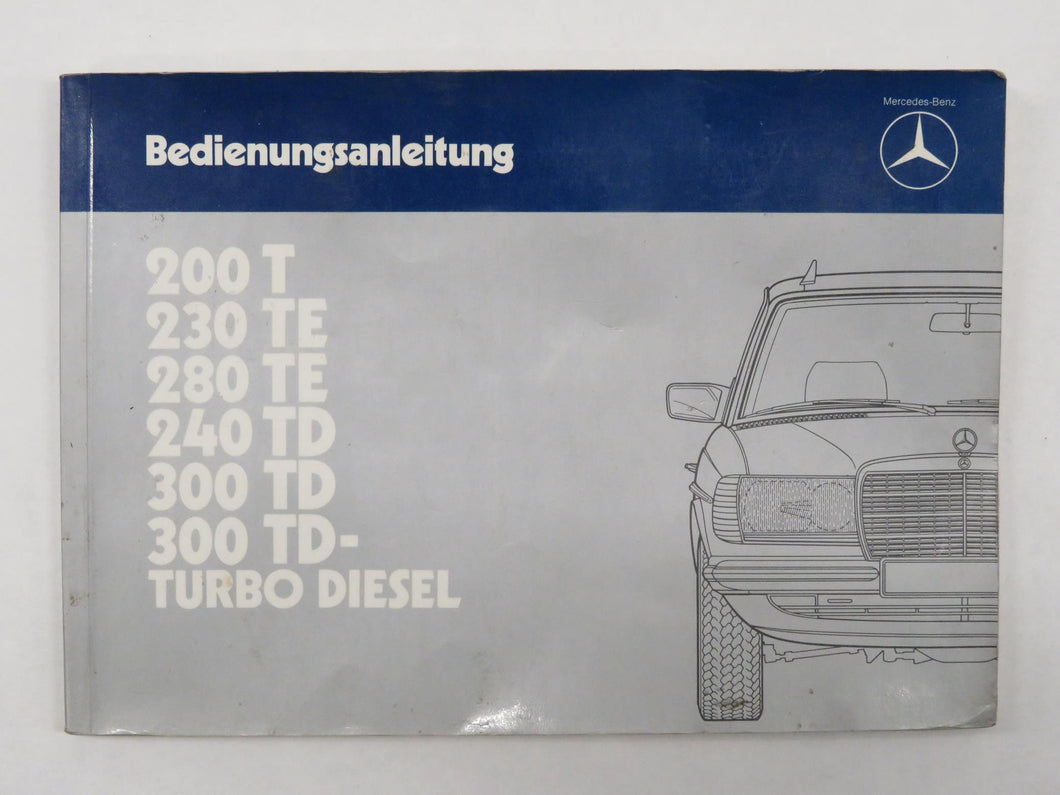 Mercedes-Benz
Bedienungsanleitung
200 T
230 TE
280 TE
240 TD
300 TD
300 TD-
TURBO DIESEL